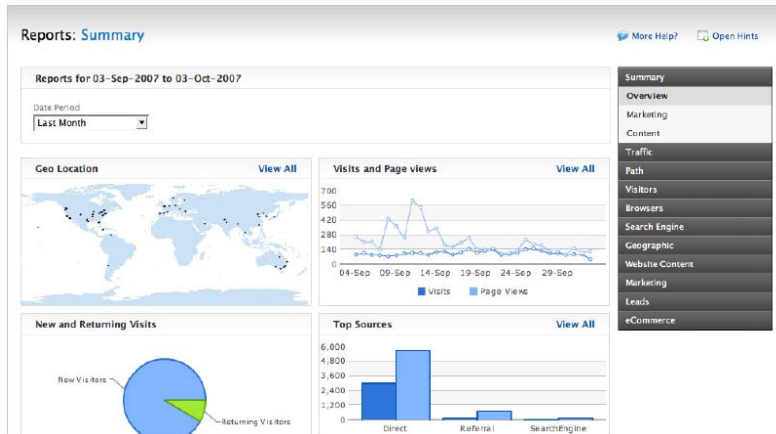 Reports: Summary
More Help?
Open Hints
Reports for 03-Sep-2007 to 03-Oct-2007
Date Period
Last Month
Geo Location
View All
Visits and Page views
View All
700
560
420
280
140
0
04-Sep 09-Sep 14-Sep 19-Sep 24-Sep 29-Sep
Visits Page Views
New and Returning Visits
New Visitors
Returning Visitors
Top Sources
View All
6,000
4,800
3,600
2,400
1,200
0
Direct Referral SearchEngine
Summary
Overview
Marketing
Content
Traffic
Path
Visitors
Browsers
Search Engine
Geographic
Website Content
Marketing
Leads
eCommerce